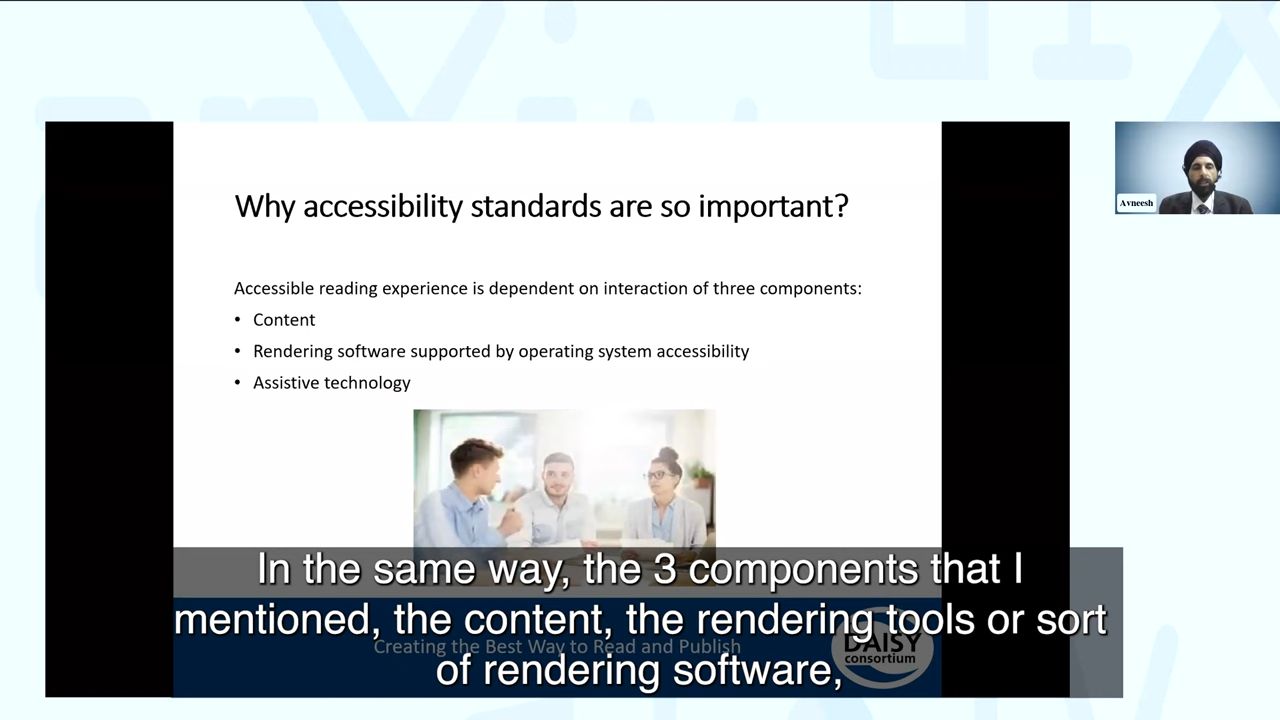 Why accessibility standards are so important?
Accessible reading experience is dependent on interaction of three components:
• Content
• Rendering software supported by operating system accessibility
• Assistive technology
Avneesh
In the same way, the 3 components that I
mentioned, the content, the rendering tools or sort
of rendering software,
Creating the Best Way to Read and Publish
DAISY
consortium